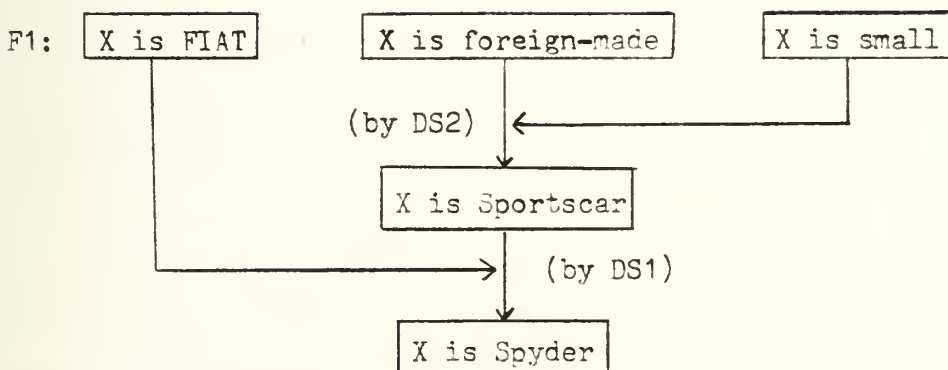 F1: X is FIAT X is foreign-made X is small
(by DS2)
X is Sportscar
(by DS1)
X is Spyder